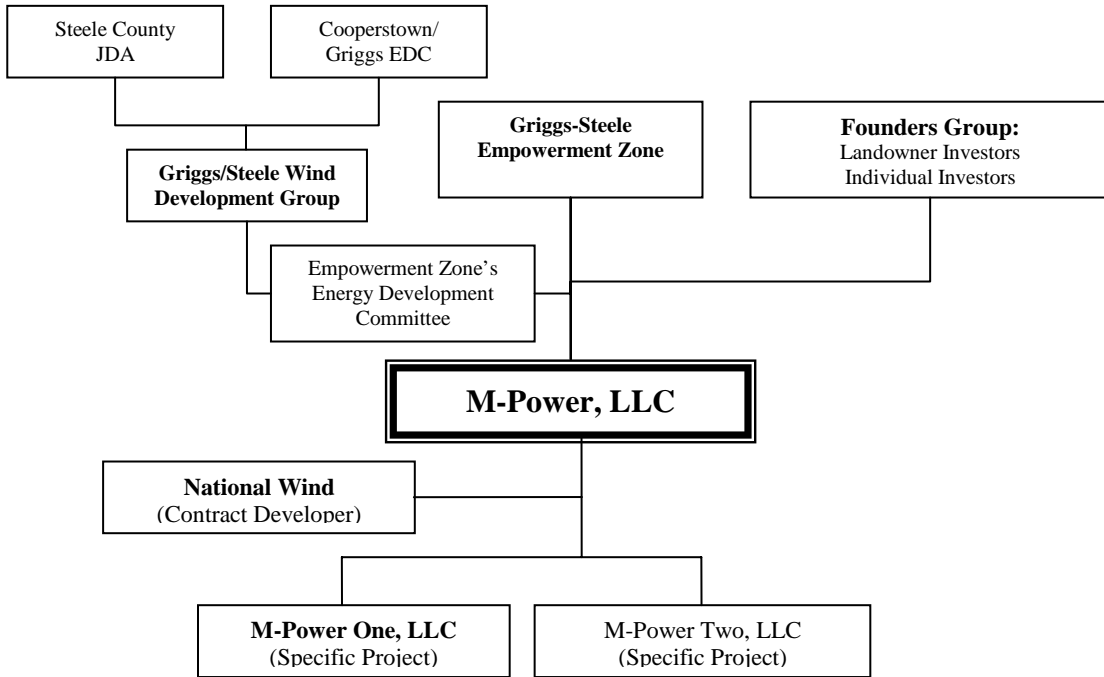 Steele County
JDA
Cooperstown/
Griggs EDC
Griggs-Steele
Empowerment Zone
Founders Group:
Landowner Investors
Individual Investors
Griggs/Steele Wind
Development Group
Empowerment Zone's
Energy Development
Committee
M-Power, LLC
National Wind
(Contract Developer)
M-Power One, LLC
(Specific Project)
M-Power Two, LLC
(Specific Project)